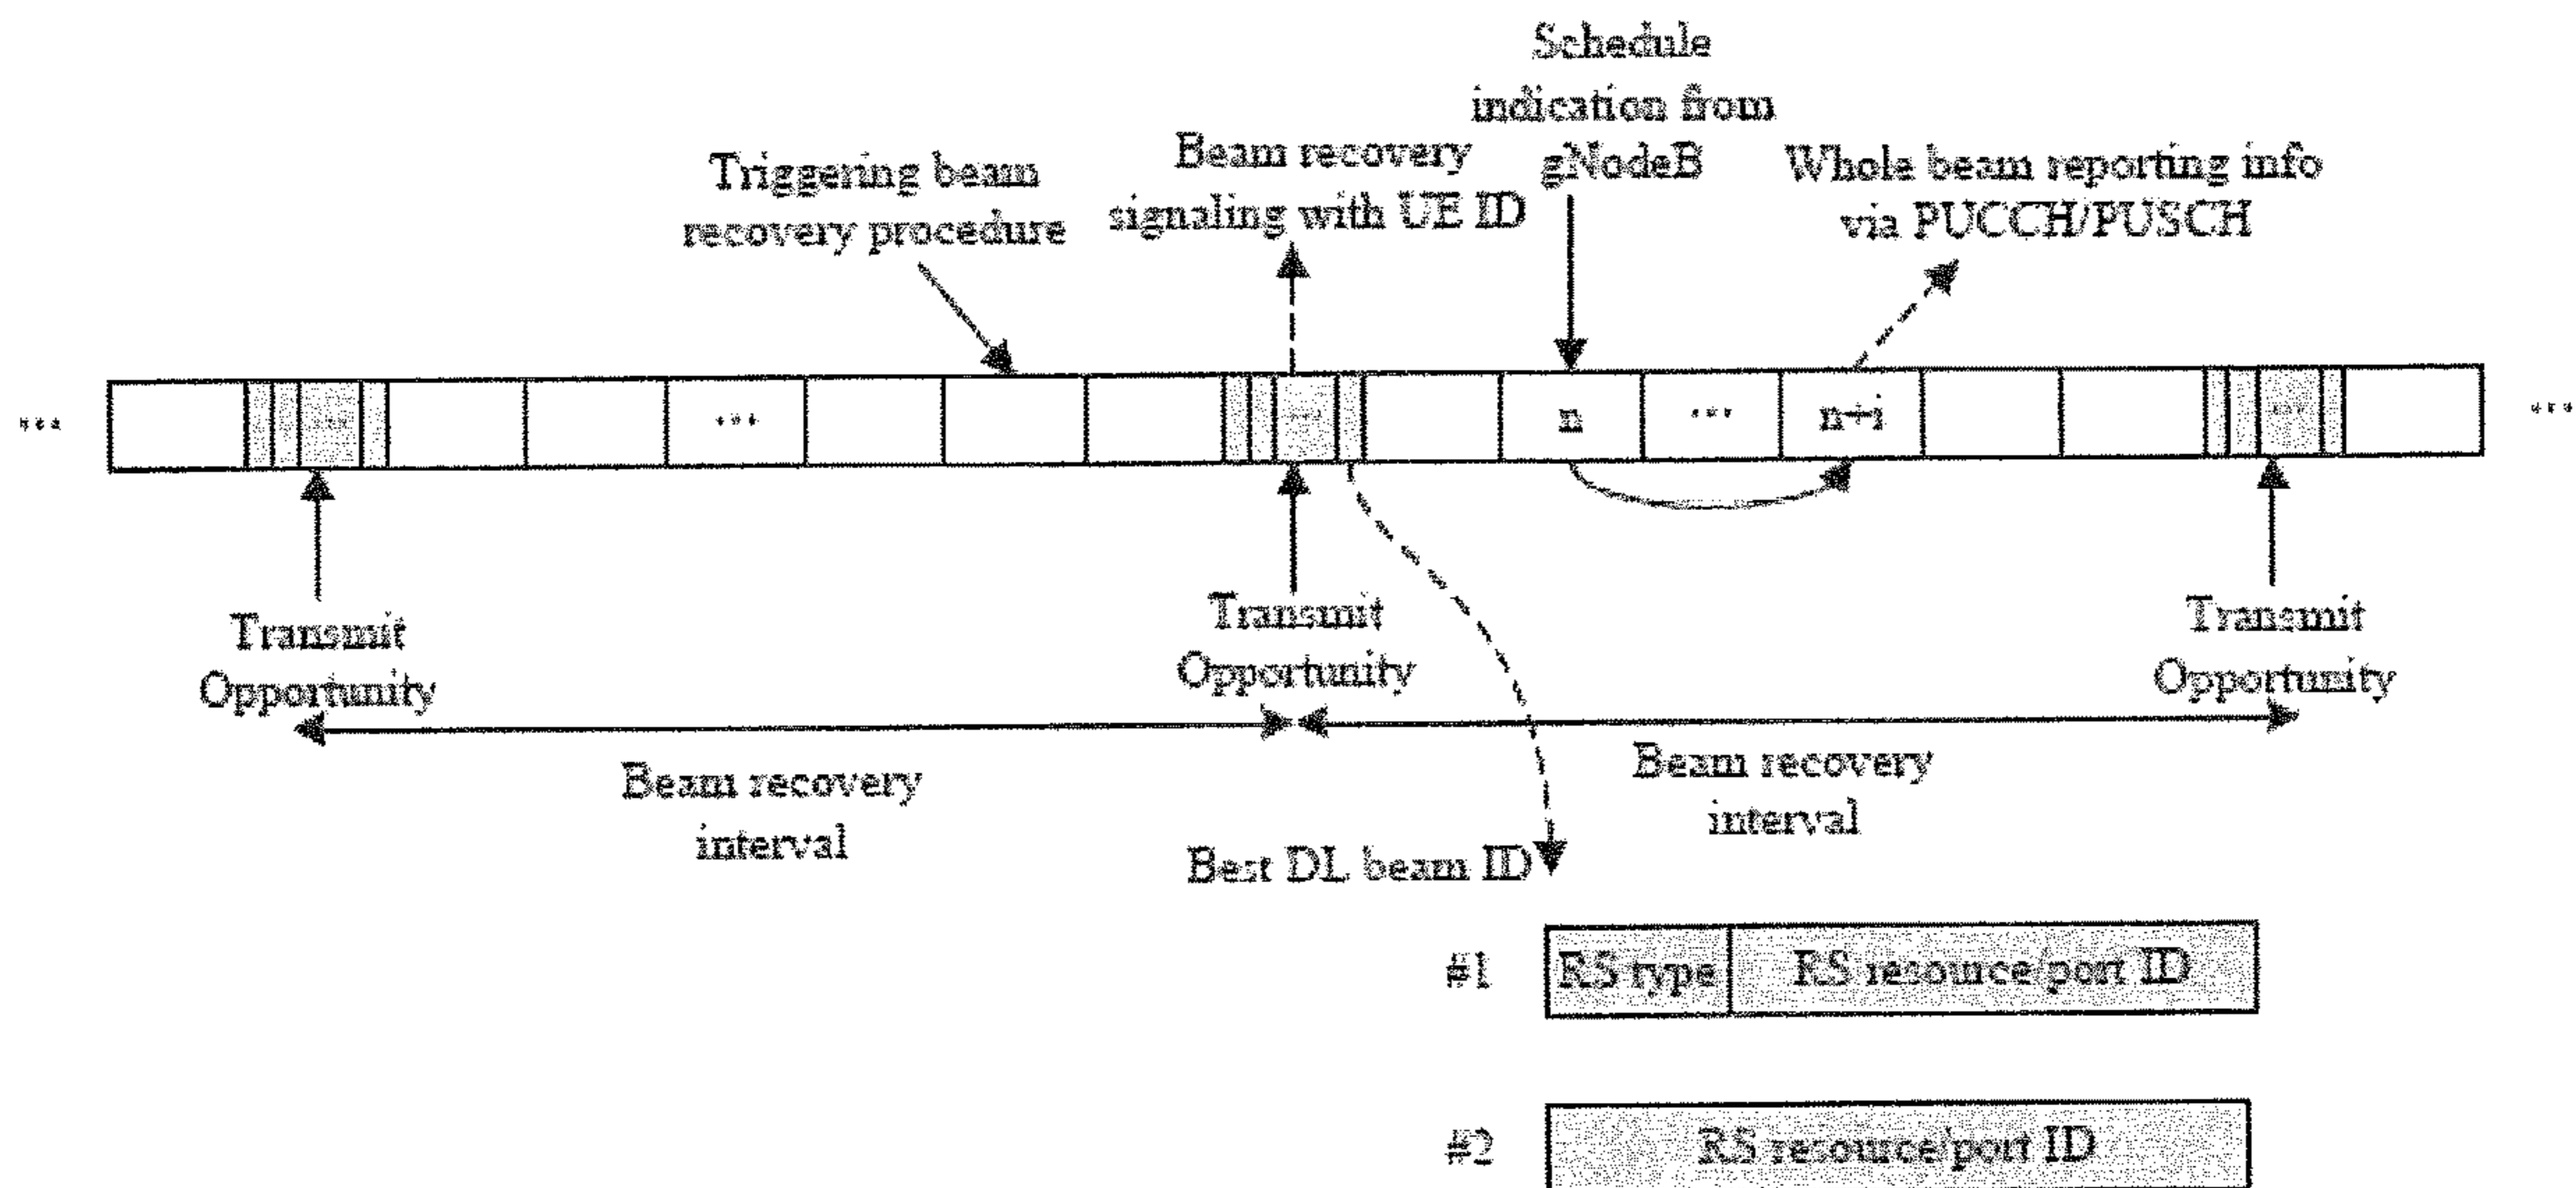 Schedule
indication from
gNodeB
Beam recovery
signaling with UE ID
Triggering beam
recovery procedure
Whole beam reporting info
via PUCCH/PUSCH
...
...
...
...
n
...
n+i
...
...
Transmit
Opportunity
Transmit
Opportunity
Transmit
Opportunity
Beam recovery
interval
Beam recovery
interval
Best DL beam ID
#1
RS type
RS resource/port ID
#2
RS resource/port ID